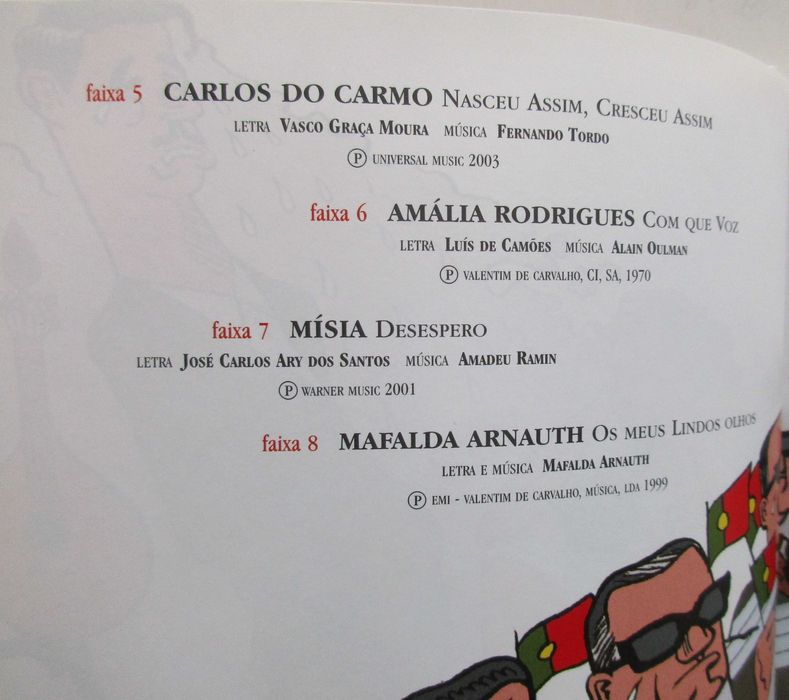 faixa 5 CARLOS DO CARMO NASCEU ASSIM, CRESCEU ASSIM
LETRA VASCO GRAÇA MOURA MÚSICA FERNANDO TORDO
Ⓟ UNIVERSAL MUSIC 2003
faixa 6 AMÁLIA RODRIGUES COM QUE VOZ
LETRA LUÍS DE CAMÕES MÚSICA ALAIN OULMAN
Ⓟ VALENTIM DE CARVALHO, CI, SA, 1970
faixa 7 MÍSIA DESESPERO
LETRA JOSÉ CARLOS ARY DOS SANTOS MÚSICA AMADEU RAMIN
Ⓟ WARNER MUSIC 2001
faixa 8 MAFALDA ARNAUTH OS MEUS LINDOS OLHOS
LETRA E MÚSICA MAFALDA ARNAUTH
Ⓟ EMI - VALENTIM DE CARVALHO, MÚSICA, LDA 1999